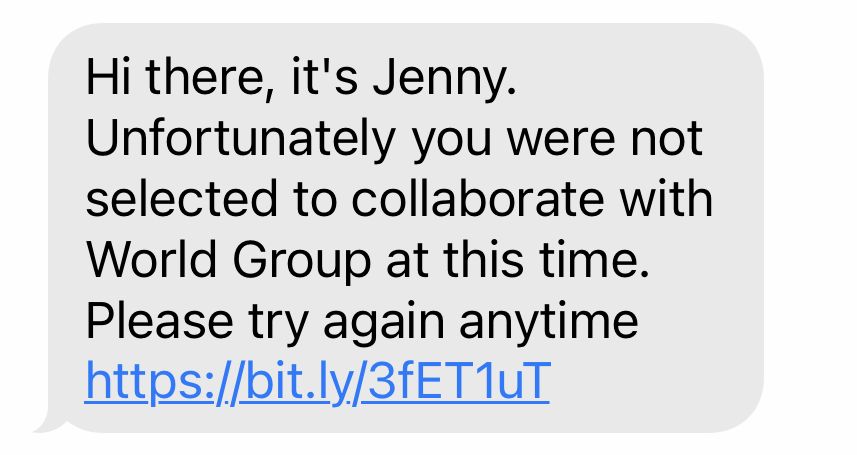 Hi there, it's Jenny.
Unfortunately you were not
selected to collaborate with
World Group at this time.
Please try again anytime
https://bit.ly/3fET1uT